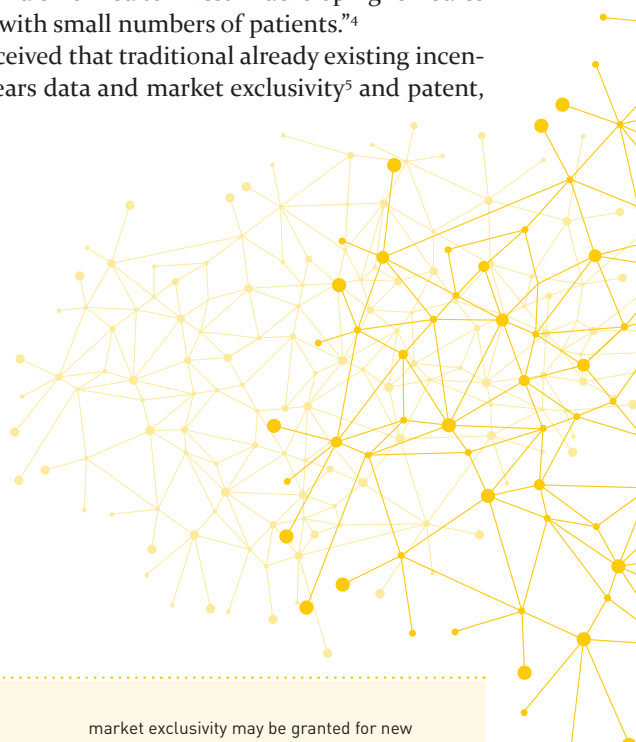 with small numbers of patients.”4
ceived that traditional already existing incen-
ears data and market exclusivity5 and patent,
market exclusivity may be granted for new